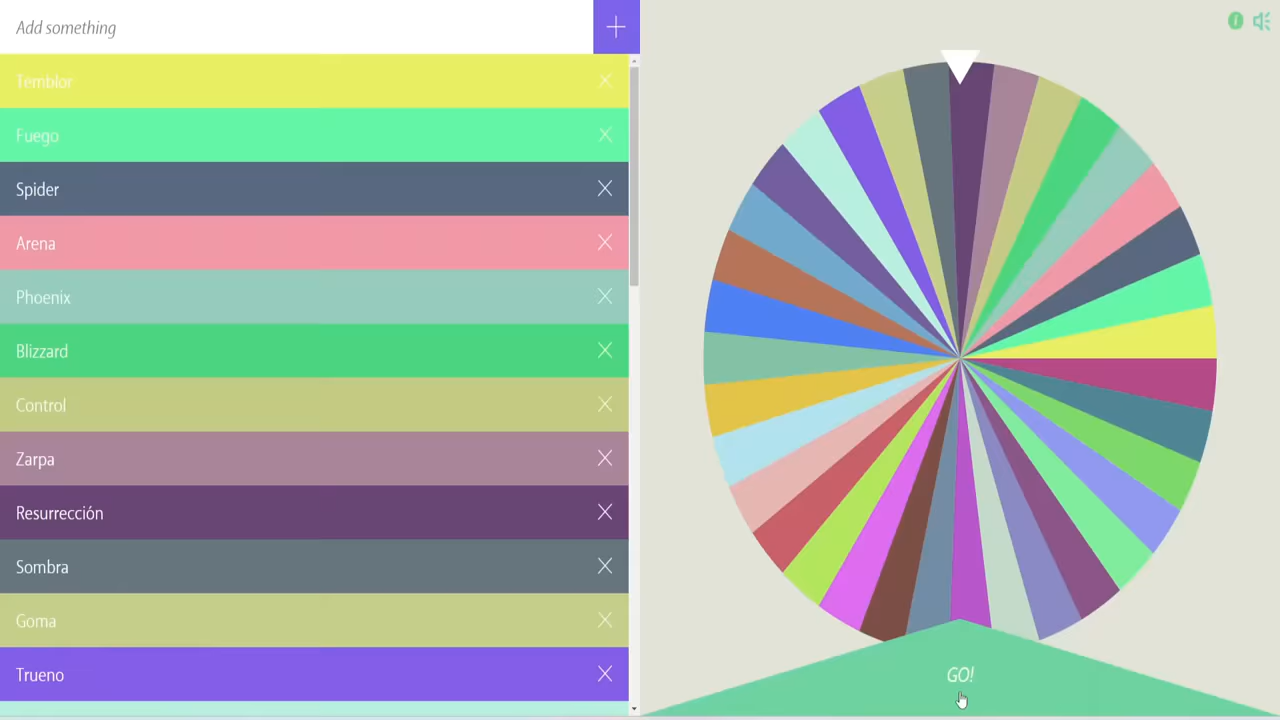 Add something
Temblor
Fuego
Spider
Arena
Phoenix
Blizzard
Control
Zarpa
Resurrección
Sombra
Goma
Trueno
GO!